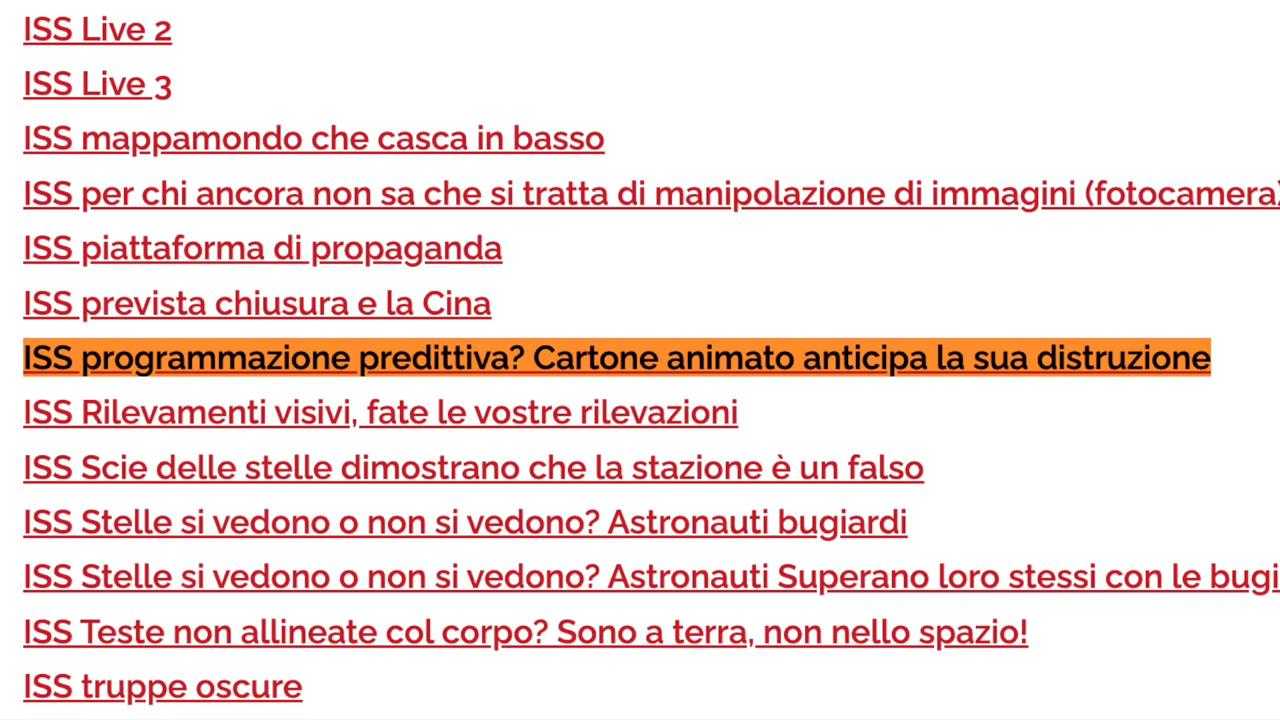 ISS Live 2
ISS Live 3
ISS mappamondo che casca in basso
ISS per chi ancora non sa che si tratta di manipolazione di immagini (fotocamera)
ISS piattaforma di propaganda
ISS prevista chiusura e la Cina
ISS programmazione predittiva? Cartone animato anticipa la sua distruzione
ISS Rilevamenti visivi, fate le vostre rilevazioni
ISS Scie delle stelle dimostrano che la stazione è un falso
ISS Stelle si vedono o non si vedono? Astronauti bugiardi
ISS Stelle si vedono o non si vedono? Astronauti Superano loro stessi con le bugi
ISS Teste non allineate col corpo? Sono a terra, non nello spazio!
ISS truppe oscure